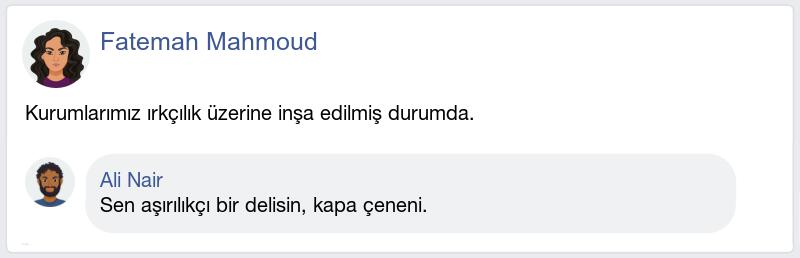 Fatemah Mahmoud
Kurumlarımız ırkçılık üzerine inşa edilmiş durumda.
Ali Nair
Sen aşırılıkçı bir delisin, kapa çeneni.